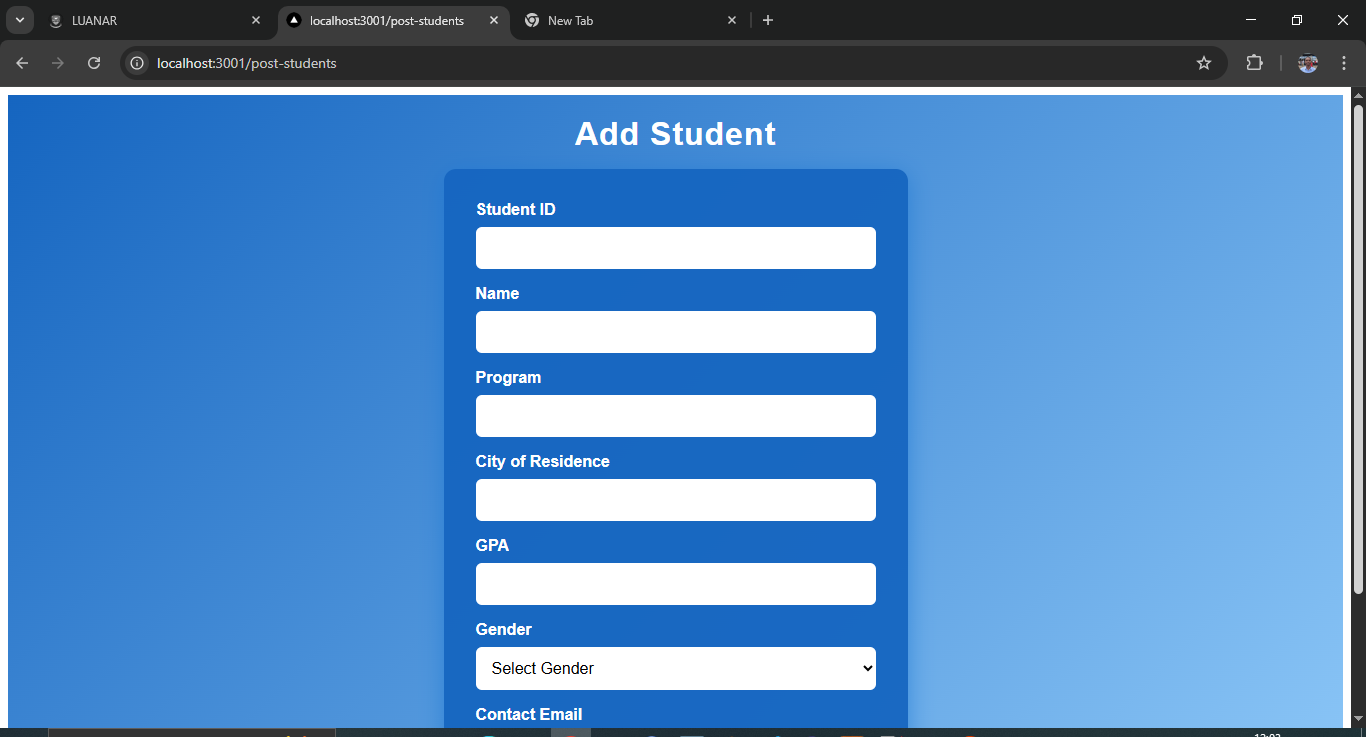 LUANAR
localhost:3001/post-students
New Tab
localhost:3001/post-students
Add Student
Student ID
Name
Program
City of Residence
GPA
Gender
Select Gender
Contact Email